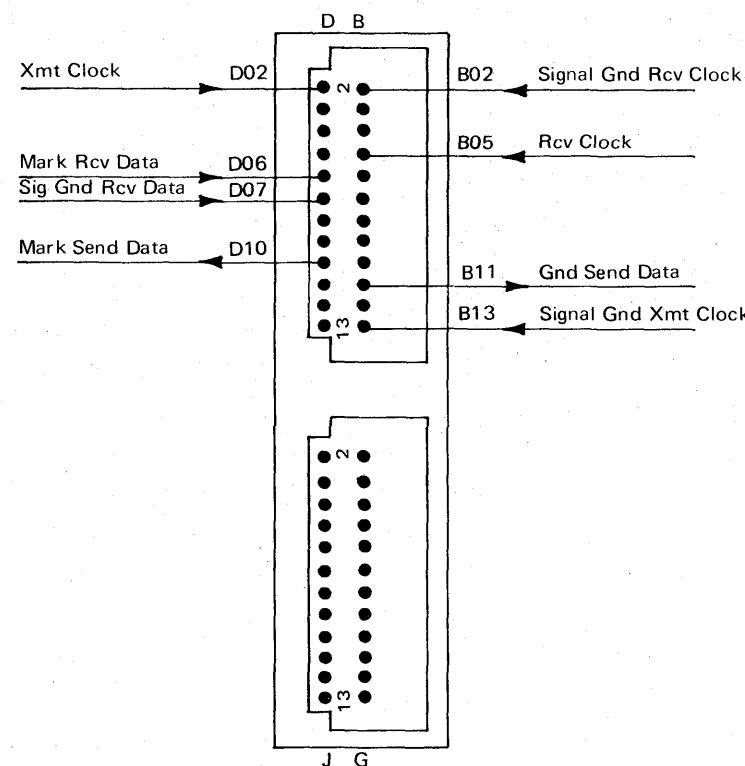 D B
Xmt Clock D02 2 B02 Signal Gnd Rcv Clock
B05 Rcv Clock
Mark Rcv Data D06
Sig Gnd Rcv Data D07
Mark Send Data D10
B11 Gnd Send Data
13 B13 Signal Gnd Xmt Clock
2
13
J G